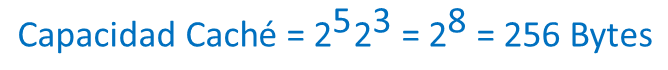 Capacidad Caché = 2⁵2³ = 2⁸ = 256 Bytes